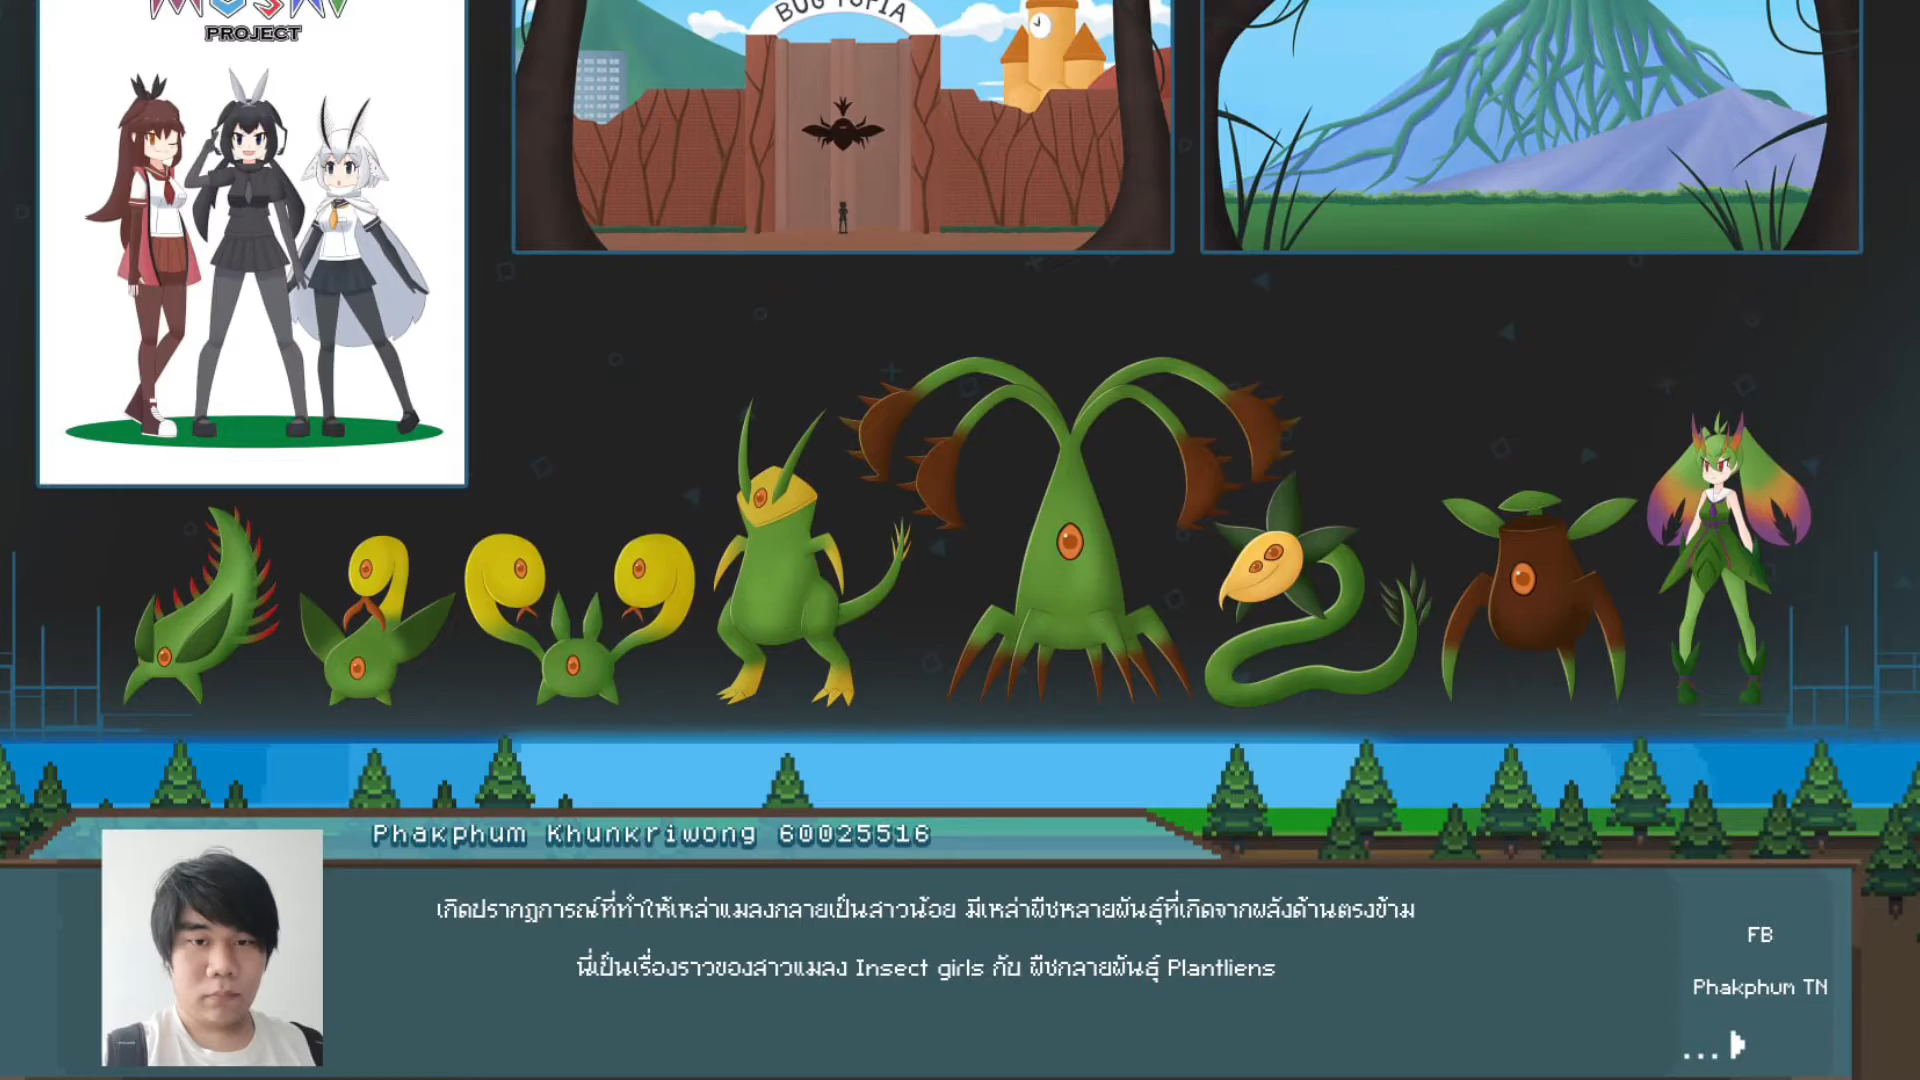 PROJECT
BUGTOPIA
Phakphum Khunkriwong 60025516
เกิดปรากฏการณ์ที่ทำให้เหล่าแมลงกลายเป็นสาวน้อย มีเหล่าพืชหลายพันธุ์ที่เกิดจากพลังด้านตรงข้าม
นี่เป็นเรื่องราวของสาวแมลง Insect girls กับ พืชกลายพันธุ์ Plantliens
FB
Phakphum TN
...